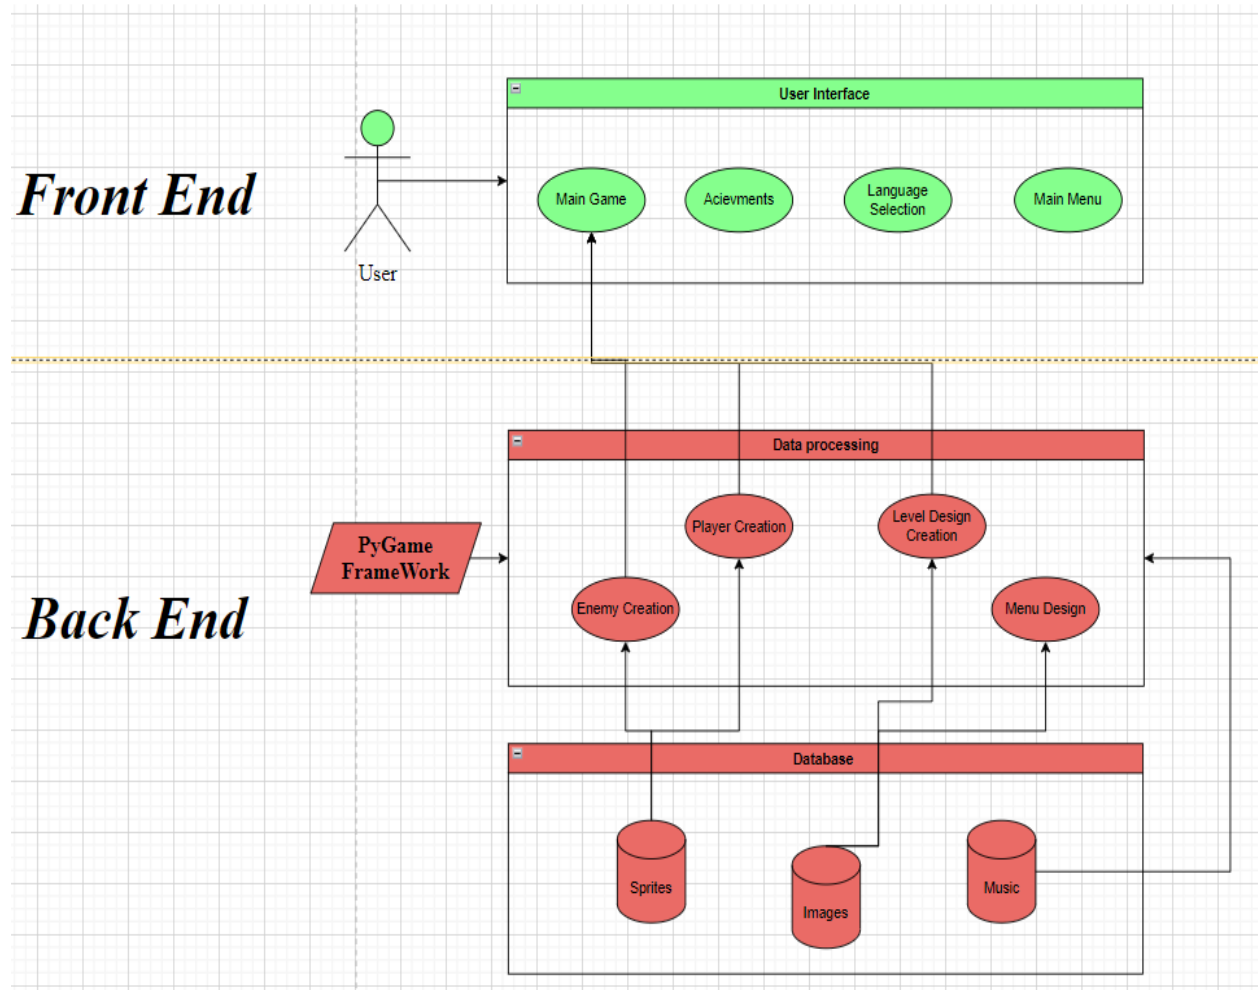 User Interface
Front End
Main Game
Acievments
Language
Selection
Main Menu
User
Data processing
Player Creation
Level Design
Creation
PyGame
FrameWork
Back End
Enemy Creation
Menu Design
Database
Sprites
Images
Music